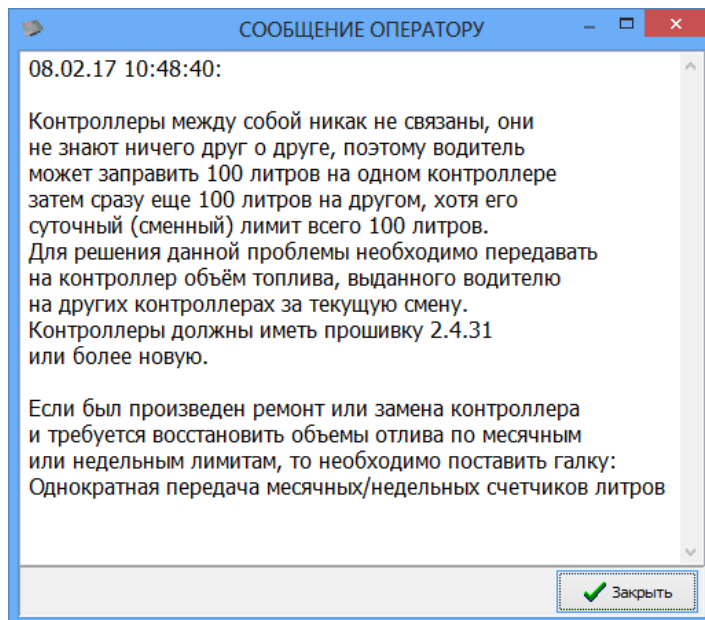 СООБЩЕНИЕ ОПЕРАТОРУ
08.02.17 10:48:40:
Контроллеры между собой никак не связаны, они
не знают ничего друг о друге, поэтому водитель
может заправить 100 литров на одном контроллере
затем сразу еще 100 литров на другом, хотя его
суточный (сменный) лимит всего 100 литров.
Для решения данной проблемы необходимо передавать
на контроллер объём топлива, выданного водителю
на других контроллерах за текущую смену.
Контроллеры должны иметь прошивку 2.4.31
или более новую.
Если был произведен ремонт или замена контроллера
и требуется восстановить объемы отлива по месячным
или недельным лимитам, то необходимо поставить галку:
Однократная передача месячных/недельных счетчиков литров
Закрыть